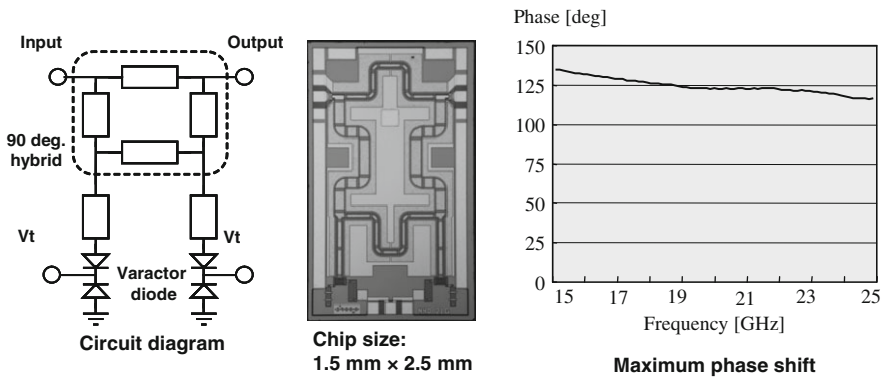 Input
Output
90 deg.
hybrid
Vt
Vt
Varactor
diode
Circuit diagram
Chip size:
1.5 mm × 2.5 mm
Phase [deg]
150
125
100
75
50
25
0
15 17 19 21 23 25
Frequency [GHz]
Maximum phase shift